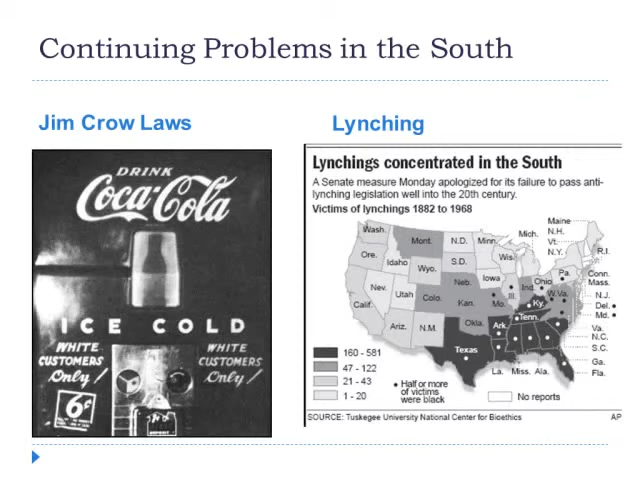 Continuing Problems in the South
Jim Crow Laws
Lynching
DRINK
Coca-Cola
ICE COLD
WHITE
CUSTOMERS
Only!
WHITE
CUSTOMERS
Only!
6¢
Lynchings concentrated in the South
A Senate measure Monday apologized for its failure to pass anti-
lynching legislation well into the 20th century.
Victims of lynchings 1882 to 1968
Wash.
Mont.
N.D.
Minn.
Mich.
Maine
N.H.
Vt.
N.Y.
R.I.
Ore.
Idaho
Wyo.
S.D.
Wis.
Conn.
Mass.
Nev.
Utah
Colo.
Neb.
Iowa
Ill.
Ind.
Ohio
Pa.
N.J.
Del.
Md.
Calif.
Ariz.
N.M.
Kan.
Mo.
Ky.
W.Va.
Va.
Okla.
Ark.
Tenn.
N.C.
S.C.
Texas
La.
Miss.
Ala.
Ga.
Fla.
160 - 581
47 - 122
21 - 43
1 - 20
Half or more
of victims
were black
No reports
SOURCE: Tuskegee University National Center for Bioethics
AP